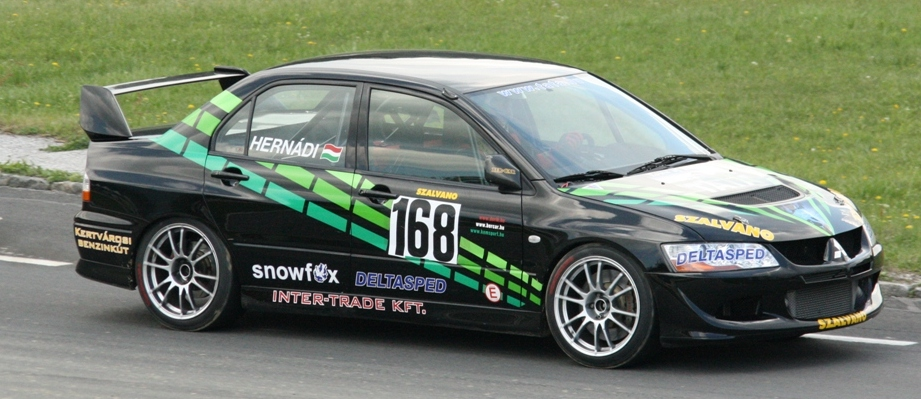 HERNÁDI
SZALVANO
168
KERTVÁROSI
BENZINKÚT
snowfox
DELTASPED
INTER-TRADE KFT.
E
SZALVANO
DELTASPED
SZALVANO